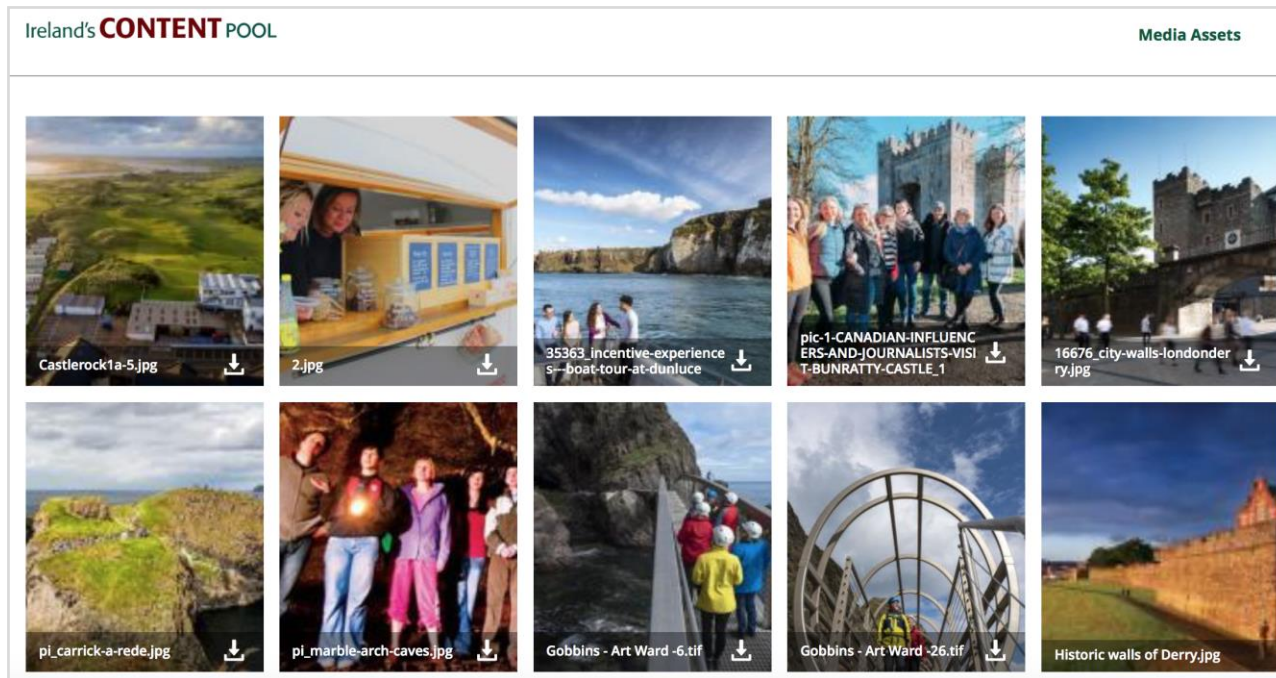 Ireland's CONTENT POOL
Media Assets
Castlerock1a-5.jpg
2.jpg
35363_incentive-experience
s---boat-tour-at-dunluce
pic-1-CANADIAN-INFLUENC
ERS-AND-JOURNALISTS-VISI
T-BUNRATTY-CASTLE_1
16676_city-walls-londonder
ry.jpg
pi_carrick-a-rede.jpg
pi_marble-arch-caves.jpg
Gobbins - Art Ward -6.tif
Gobbins - Art Ward -26.tif
Historic walls of Derry.jpg